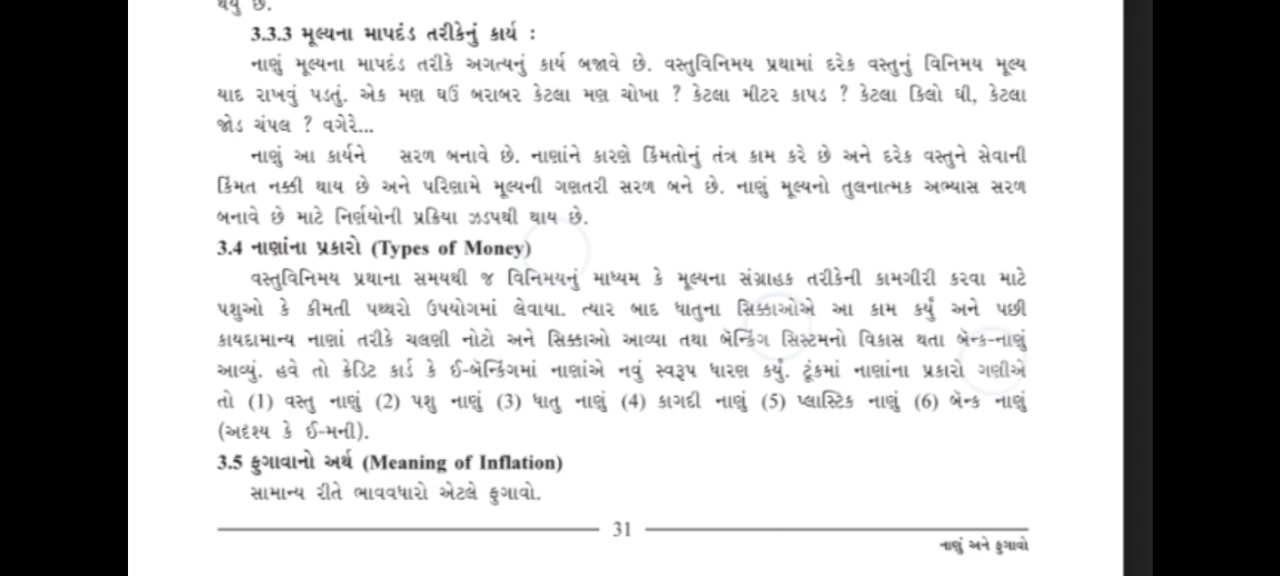 થયું છે.
3.3.3 મૂલ્યના માપદંડ તરીકેનું કાર્ય :
નાણું મૂલ્યના માપદંડ તરીકે અગત્યનું કાર્ય બજાવે છે. વસ્તુવિનિમય પ્રથામાં દરેક વસ્તુનું વિનિમય મૂલ્ય
યાદ રાખવું પડતું. એક મણ ઘઉં બરાબર કેટલા મણ ચોખા ? કેટલા મીટર કાપડ ? કેટલા કિલો ઘી, કેટલા
જોડ ચંપલ ? વગેરે...
નાણું આ કાર્યને સરળ બનાવે છે. નાણાંને કારણે કિંમતોનું તંત્ર કામ કરે છે અને દરેક વસ્તુને સેવાની
કિંમત નક્કી થાય છે અને પરિણામે મૂલ્યની ગણતરી સરળ બને છે. નાણું મૂલ્યનો તુલનાત્મક અભ્યાસ સરળ
બનાવે છે માટે નિર્ણયોની પ્રક્રિયા ઝડપથી થાય છે.
3.4 નાણાંના પ્રકારો (Types of Money)
વસ્તુવિનિમય પ્રથાના સમયથી જ વિનિમયનું માધ્યમ કે મૂલ્યના સંગ્રાહક તરીકેની કામગીરી કરવા માટે
પશુઓ કે કીમતી પથ્થરો ઉપયોગમાં લેવાયા. ત્યાર બાદ ધાતુના સિક્કાઓએ આ કામ કર્યું અને પછી
કાયદામાન્ય નાણાં તરીકે ચલણી નોટો અને સિક્કાઓ આવ્યા તથા બૅન્કિંગ સિસ્ટમનો વિકાસ થતા બૅન્ક-નાણું
આવ્યું. હવે તો ક્રેડિટ કાર્ડ કે ઈ-બૅન્કિંગમાં નાણાંએ નવું સ્વરૂપ ધારણ કર્યું. ટૂંકમાં નાણાંના પ્રકારો ગણીએ
તો (1) વસ્તુ નાણું (2) પશુ નાણું (3) ધાતુ નાણું (4) કાગદી નાણું (5) પ્લાસ્ટિક નાણું (6) બૅન્ક નાણું
(અદૃશ્ય કે ઈ-મની).
3.5 ફુગાવાનો અર્થ (Meaning of Inflation)
સામાન્ય રીતે ભાવવધારો એટલે ફુગાવો.
31
નાણું અને ફુગાવો